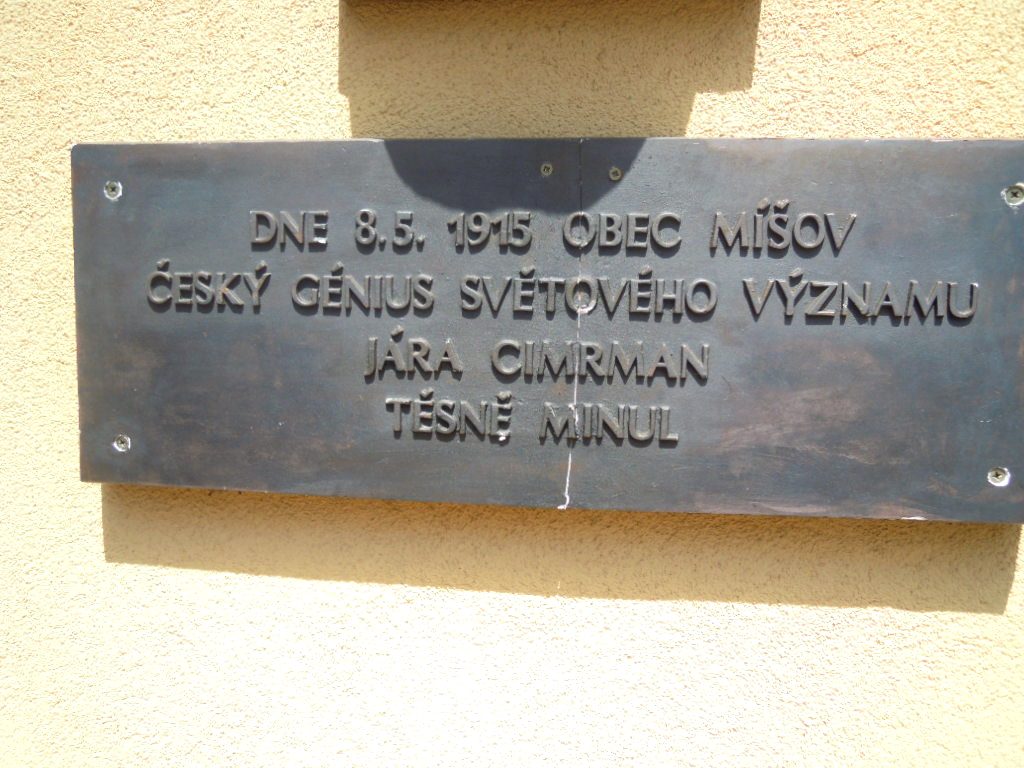 DNE 8.5. 1915 OBEC MÍŠOV
ČESKÝ GÉNIUS SVĚTOVÉHO VÝZNAMU
JÁRA CIMRMAN
TĚSNĚ MINUL